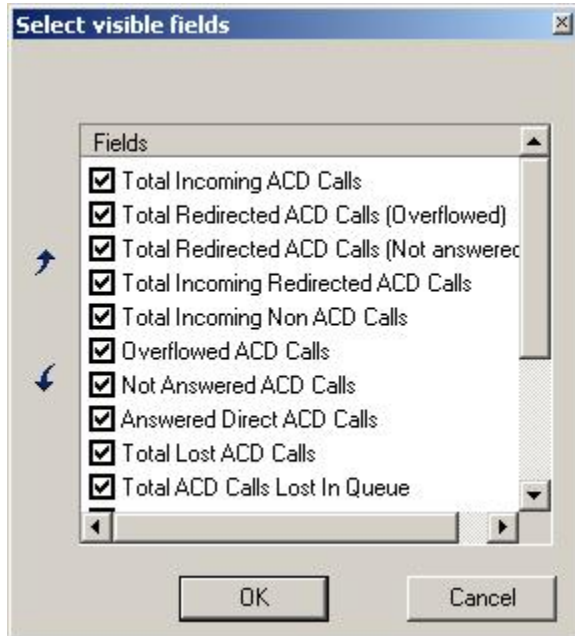 Select visible fields
Fields
Total Incoming ACD Calls
Total Redirected ACD Calls (Overflowed)
Total Redirected ACD Calls (Not answered
Total Incoming Redirected ACD Calls
Total Incoming Non ACD Calls
Overflowed ACD Calls
Not Answered ACD Calls
Answered Direct ACD Calls
Total Lost ACD Calls
Total ACD Calls Lost In Queue
OK
Cancel